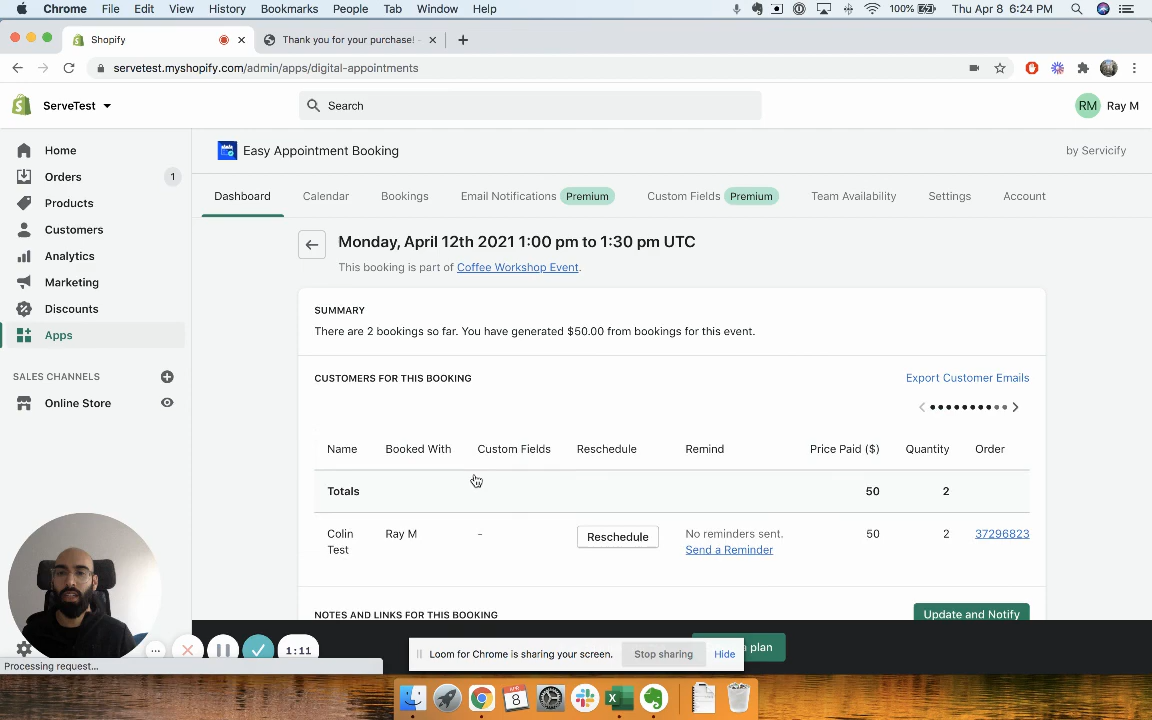 Chrome File Edit View History Bookmarks People Tab Window Help 100% Thu Apr 8 6:24 PM
Shopify Thank you for your purchase! -
servetest.myshopify.com/admin/apps/digital-appointments
ServeTest Search RM Ray M
Home
Orders 1
Products
Customers
Analytics
Marketing
Discounts
Apps
SALES CHANNELS
Online Store
Easy Appointment Booking by Servicify
Dashboard Calendar Bookings Email Notifications Premium Custom Fields Premium Team Availability Settings Account
Monday, April 12th 2021 1:00 pm to 1:30 pm UTC
This booking is part of Coffee Workshop Event.
SUMMARY
There are 2 bookings so far. You have generated $50.00 from bookings for this event.
CUSTOMERS FOR THIS BOOKING Export Customer Emails
Name Booked With Custom Fields Reschedule Remind Price Paid ($) Quantity Order
Totals 50 2
Colin Ray M - Reschedule No reminders sent. 50 2 37296823
Test Send a Reminder
NOTES AND LINKS FOR THIS BOOKING Update and Notify
1:11
Loom for Chrome is sharing your screen. Stop sharing Hide plan
Processing request...
APR
8